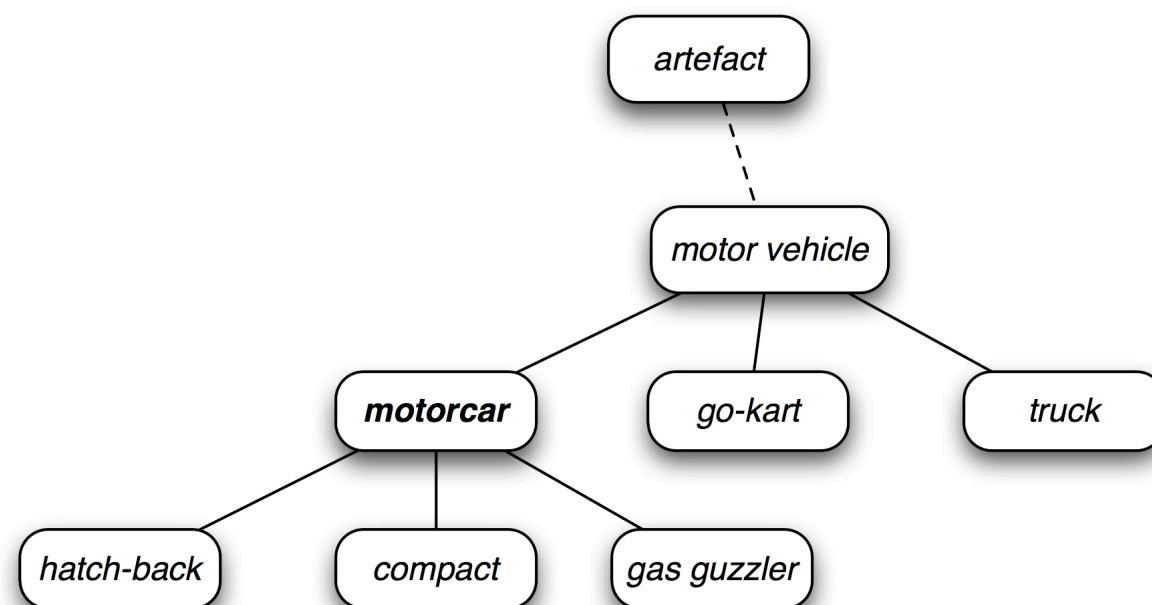 artefact
motor vehicle
motorcar
go-kart
truck
hatch-back
compact
gas guzzler